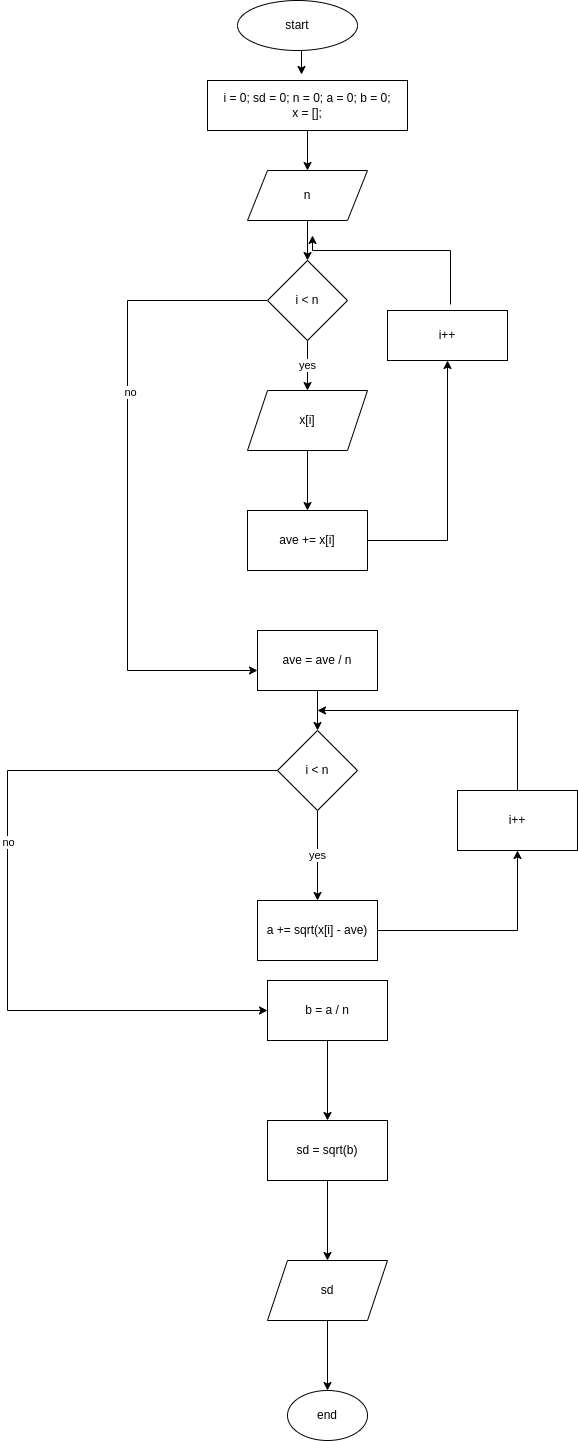 start
i = 0; sd = 0; n = 0; a = 0; b = 0;
x = [];
n
i < n
i++
yes
no
x[i]
ave += x[i]
ave = ave / n
i < n
i++
no
yes
a += sqrt(x[i] - ave)
b = a / n
sd = sqrt(b)
sd
end